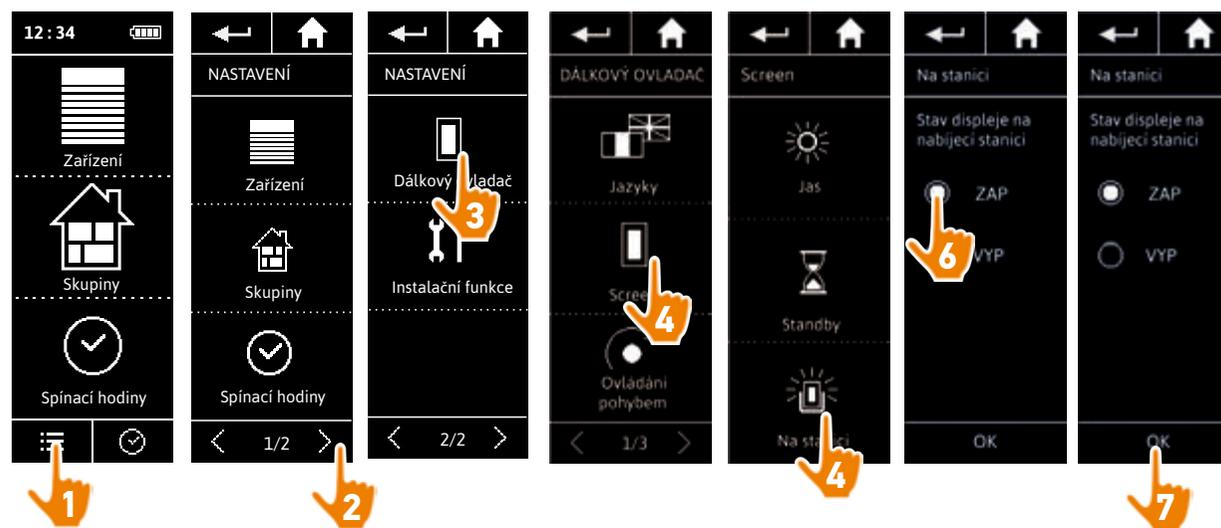 12:34
Zařízení
Skupiny
Spínací hodiny
1
NASTAVENÍ
Zařízení
Skupiny
Spínací hodiny
1/2
2
NASTAVENÍ
Dálkový
3
Instalační funkce
2/2
DÁLKOVÝ OVLADAČ
Jazyky
4
Ovládání
pohybem
1/3
Screen
Jas
Standby
Na
4
Na stanici
Stav displeje na
nabíjecí stanici
ZAP
6
VYP
OK
Na stanici
Stav displeje na
nabíjecí stanici
ZAP
VYP
OK
7